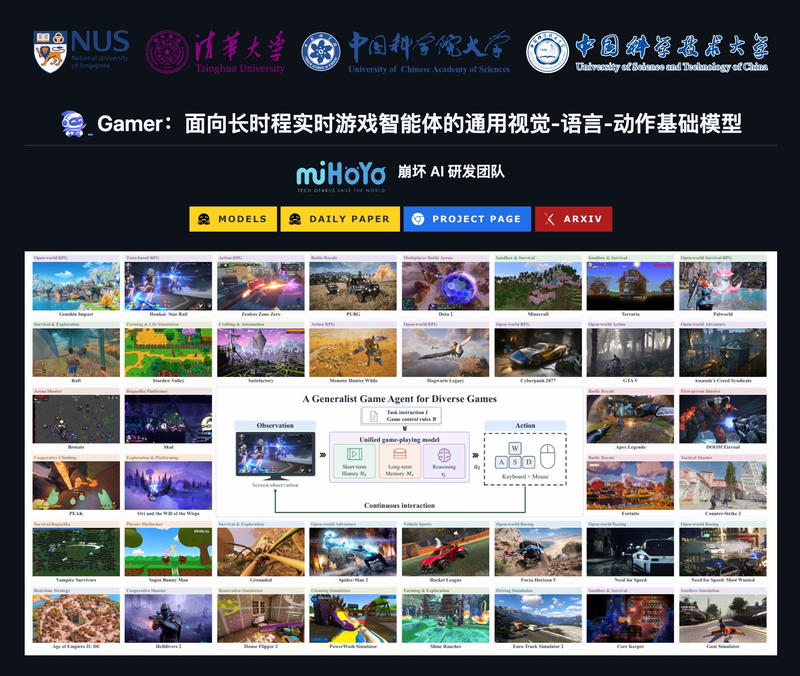 NUS
National University
of Singapore
清华大学
Tsinghua University
中国科学院大学
University of Chinese Academy of Sciences
中国科学技术大学
University of Science and Technology of China
Gamer：面向长时程实时游戏智能体的通用视觉-语言-动作基础模型
miHoYo
TECH OTAKUS SAVE THE WORLD
崩坏 AI 研发团队
MODELS
DAILY PAPER
PROJECT PAGE
ARXIV
Open-world RPG
Turn-based RPG
Action RPG
Battle Royale
Multiplayer Battle Arena
Sandbox & Survival
Sandbox & Survival
Open-world Survival RPG
Genshin Impact
Honkai: Star Rail
Zenless Zone Zero
PUBG
Dota 2
Minecraft
Terraria
Palworld
Survival & Exploration
Farming & Life Simulation
Crafting & Automation
Action RPG
Open-world RPG
Open-world RPG
Open-world Action
Open-world Adventure
Raft
Stardew Valley
Satisfactory
Monster Hunter Wilds
Hogwarts Legacy
Cyberpunk 2077
GTA V
Assassin's Creed Syndicate
Arena Shooter
Roguelike Platformer
Battle Royale
First-person Shooter
Brotato
Skul
Apex Legends
DOOM Eternal
A Generalist Game Agent for Diverse Games
Observation
Screen observation
Task instruction I
Game control rules
Unified game-playing model
Short-term
History
Long-term
Memory
Reasoning
Action
W
A
S
D
Keyboard + Mouse
Continuous interaction
Cooperative Climbing
Exploration & Platforming
Battle Royale
Tactical Shooter
PEAK
Ori and the Will of the Wisps
Fortnite
Counter-Strike 2
Survival Roguelike
Physics Platformer
Survival & Exploration
Open-world Adventure
Vehicle Sports
Open-world Racing
Open-world Racing
Open-world Racing
Vampire Survivors
Super Bunny Man
Grounded
Spider-Man 2
Rocket League
Forza Horizon 5
Need for Speed
Need for Speed: Most Wanted
Real-time Strategy
Cooperative Shooter
Renovation Simulation
Cleaning Simulation
Farming & Exploration
Driving Simulation
Sandbox & Survival
Sandbox Simulation
Age of Empires II: DE
Helldivers 2
House Flipper 2
PowerWash Simulator
Slime Rancher
Euro Truck Simulator 2
Core Keeper
Goat Simulator